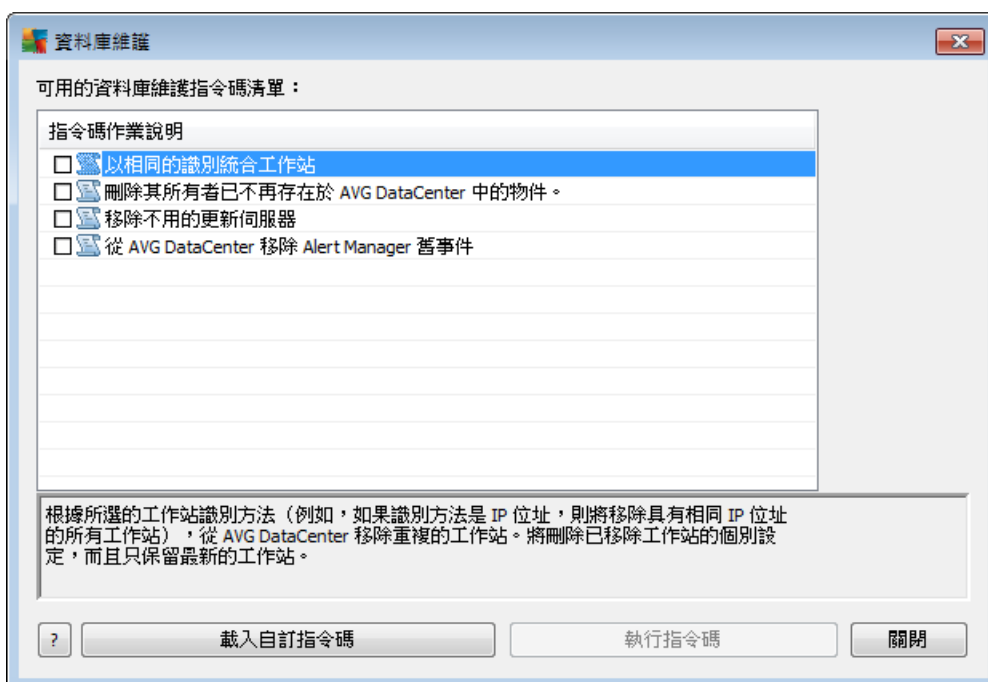 資料庫維護
可用的資料庫維護指令碼清單：
指令碼作業說明
以相同的識別統合工作站
刪除其所有者已不再存在於 AVG DataCenter 中的物件。
移除不用的更新伺服器
從 AVG DataCenter 移除 Alert Manager 舊事件
根據所選的工作站識別方法（例如，如果識別方法是 IP 位址，則將移除具有相同 IP 位址
的所有工作站），從 AVG DataCenter 移除重複的工作站。將刪除已移除工作站的個別設
定，而且只保留最新的工作站。
? 載入自訂指令碼 執行指令碼 關閉